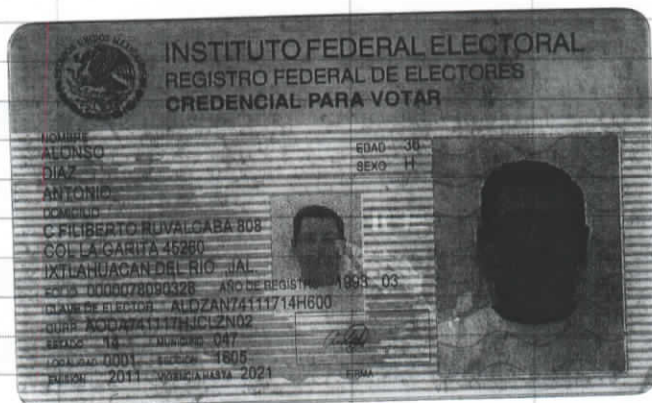 INSTITUTO FEDERAL ELECTORAL
REGISTRO FEDERAL DE ELECTORES
CREDENCIAL PARA VOTAR
NOMBRE
ALONSO
DIAZ
ANTONIO
EDAD 36
SEXO H
DOMICILIO
C FILIBERTO RUVALCABA 808
COL LA GARITA 45260
IXTLAHUACAN DEL RIO ,JAL.
FOLIO 0000078090328 AÑO DE REGISTRO 1993 03
CLAVE DE ELECTOR ALDZAN74111714H600
CURP AODA741117HJCLZN02
ESTADO 14 MUNICIPIO 047
LOCALIDAD 0001 SECCION 1605
EMISION 2011 VIGENCIA HASTA 2021
FIRMA